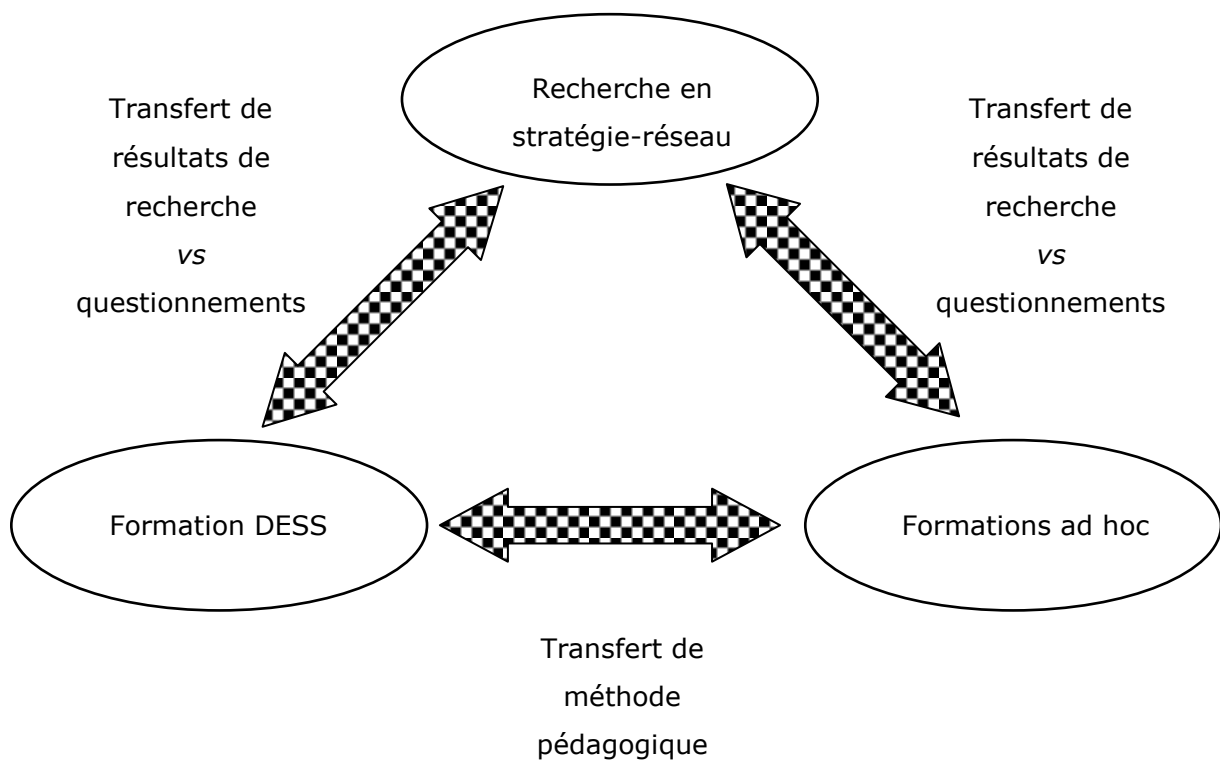 Recherche en
stratégie-réseau
Transfert de
résultats de
recherche
vs
questionnements
Transfert de
résultats de
recherche
vs
questionnements
Formation DESS
Formations ad hoc
Transfert de
méthode
pédagogique